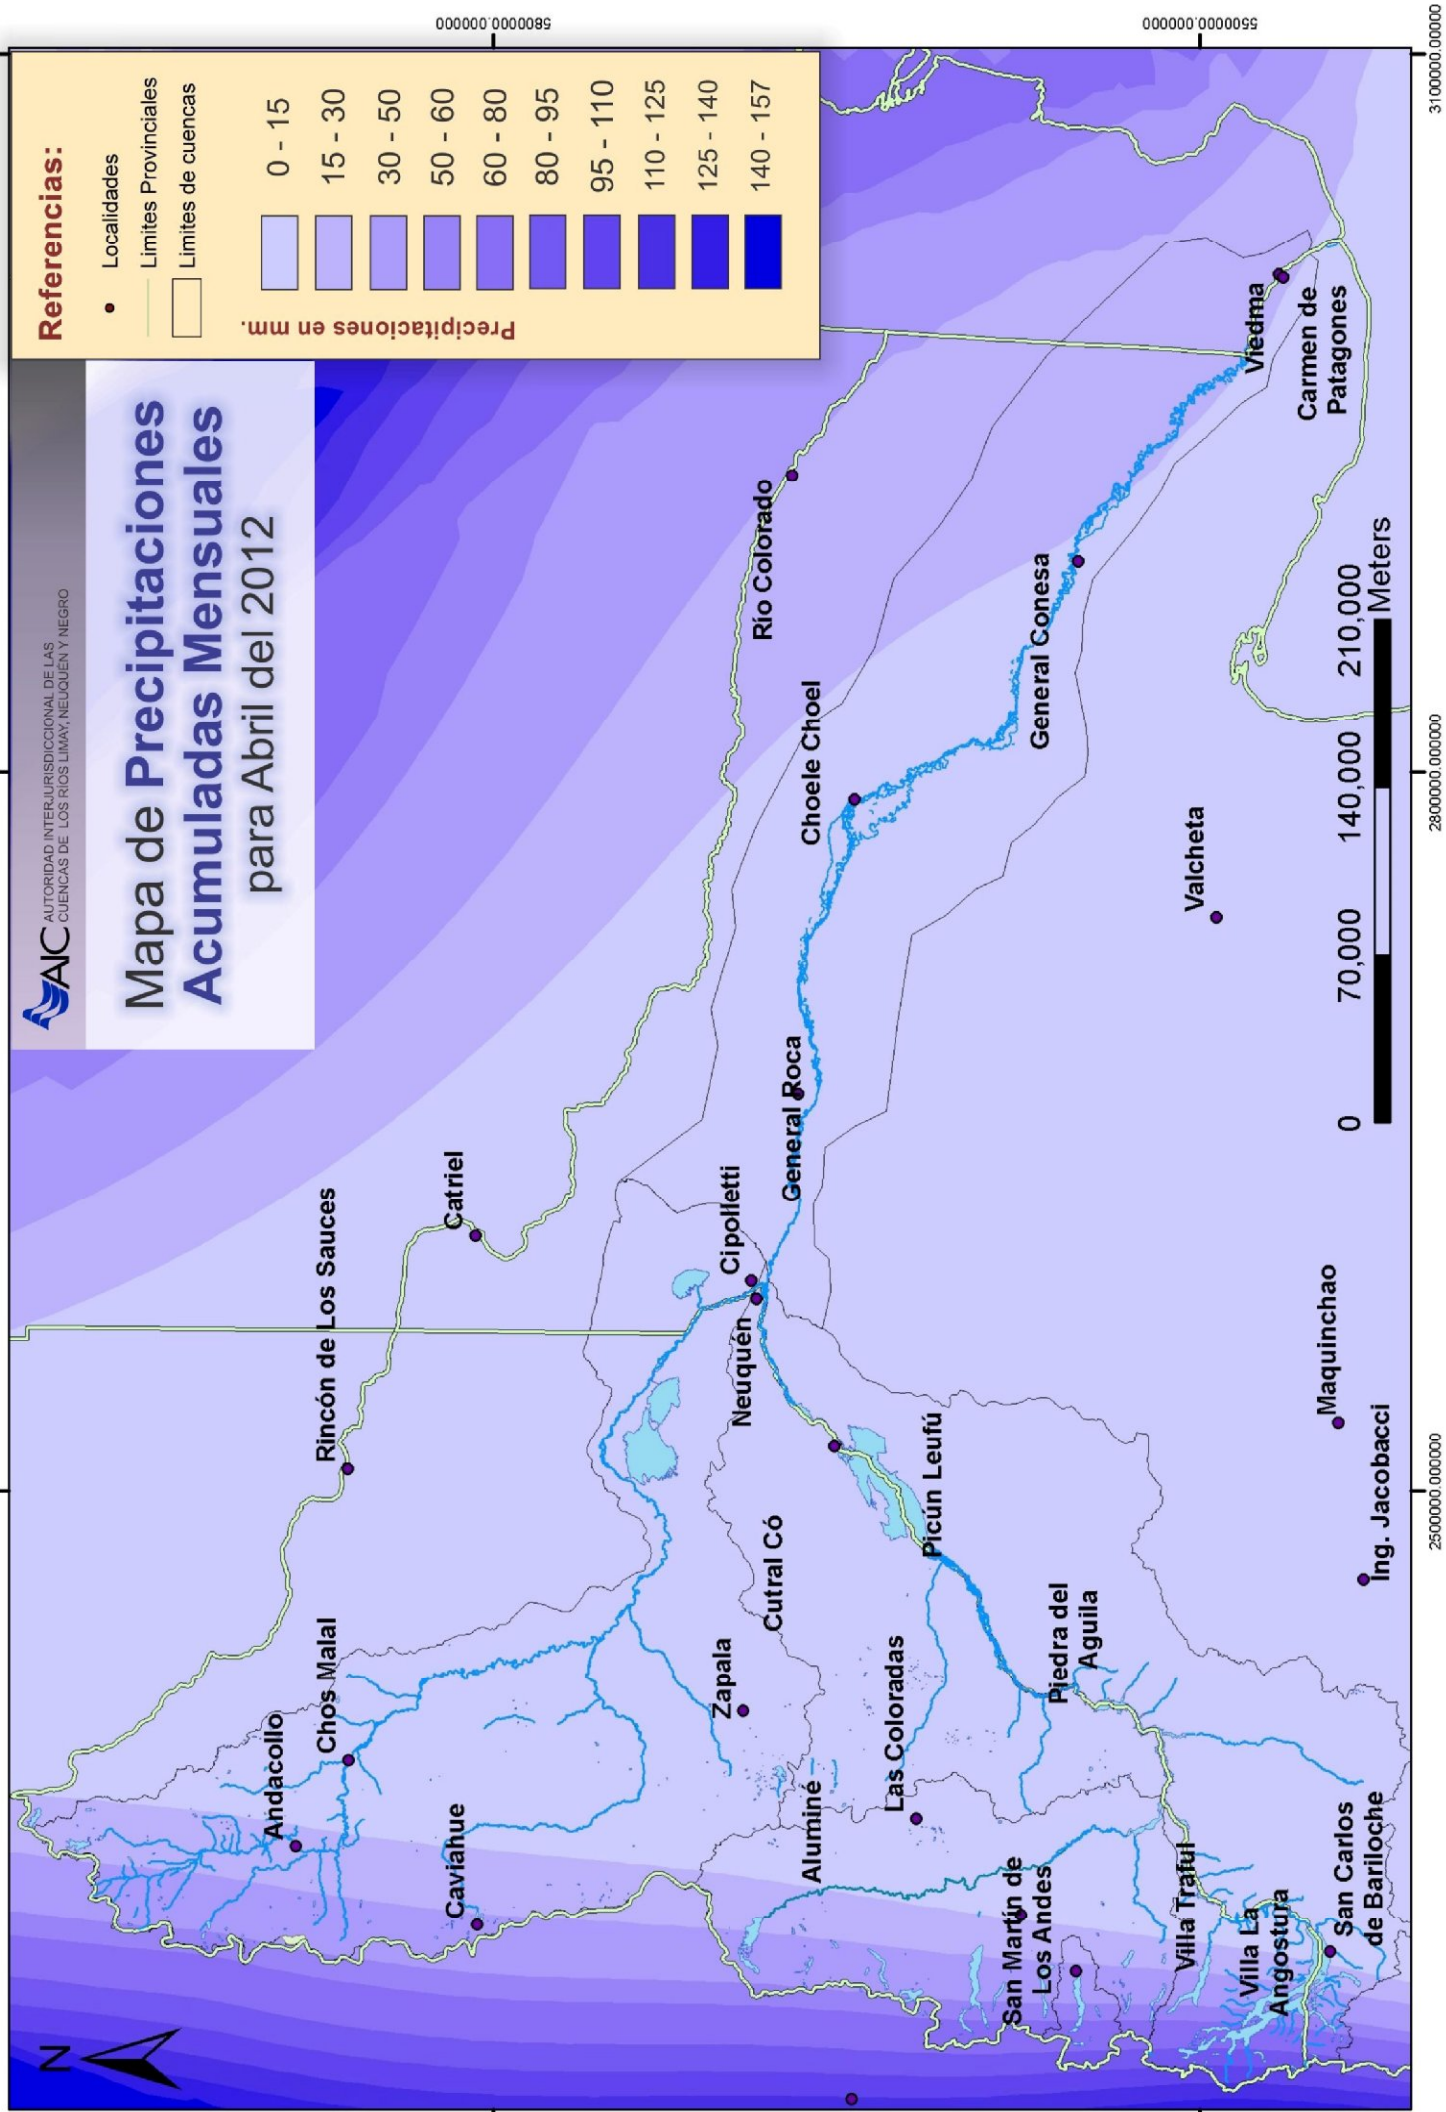 AIC
AUTORIDAD INTERJURISDICCIONAL DE LAS
CUENCAS DE LOS RÍOS LIMAY, NEUQUÉN Y NEGRO
Mapa de Precipitaciones
Acumuladas Mensuales
para Abril del 2012
Referencias:
Localidades
Limites Provinciales
Limites de cuencas
Precipitaciones en mm.
0 - 15
15 - 30
30 - 50
50 - 60
60 - 80
80 - 95
95 - 110
110 - 125
125 - 140
140 - 157
N
Andacollo
Chos Malal
Rincón de Los Sauces
Catriel
Caviahue
Zapala
Cutral Có
Neuquén
Cipolletti
General Roca
Choele Choel
Río Colorado
Aluminé
Las Coloradas
Picún Leufú
San Martín de
Los Andes
Piedra del
Aguila
General Conesa
Villa Traful
Villa La
Angostura
San Carlos
de Bariloche
Valcheta
Viedma
Carmen de
Patagones
Maquinchao
Ing. Jacobacci
0 70,000 140,000 210,000
Meters
2500000.000000
2800000.000000
3100000.000000
5800000.000000
5500000.000000